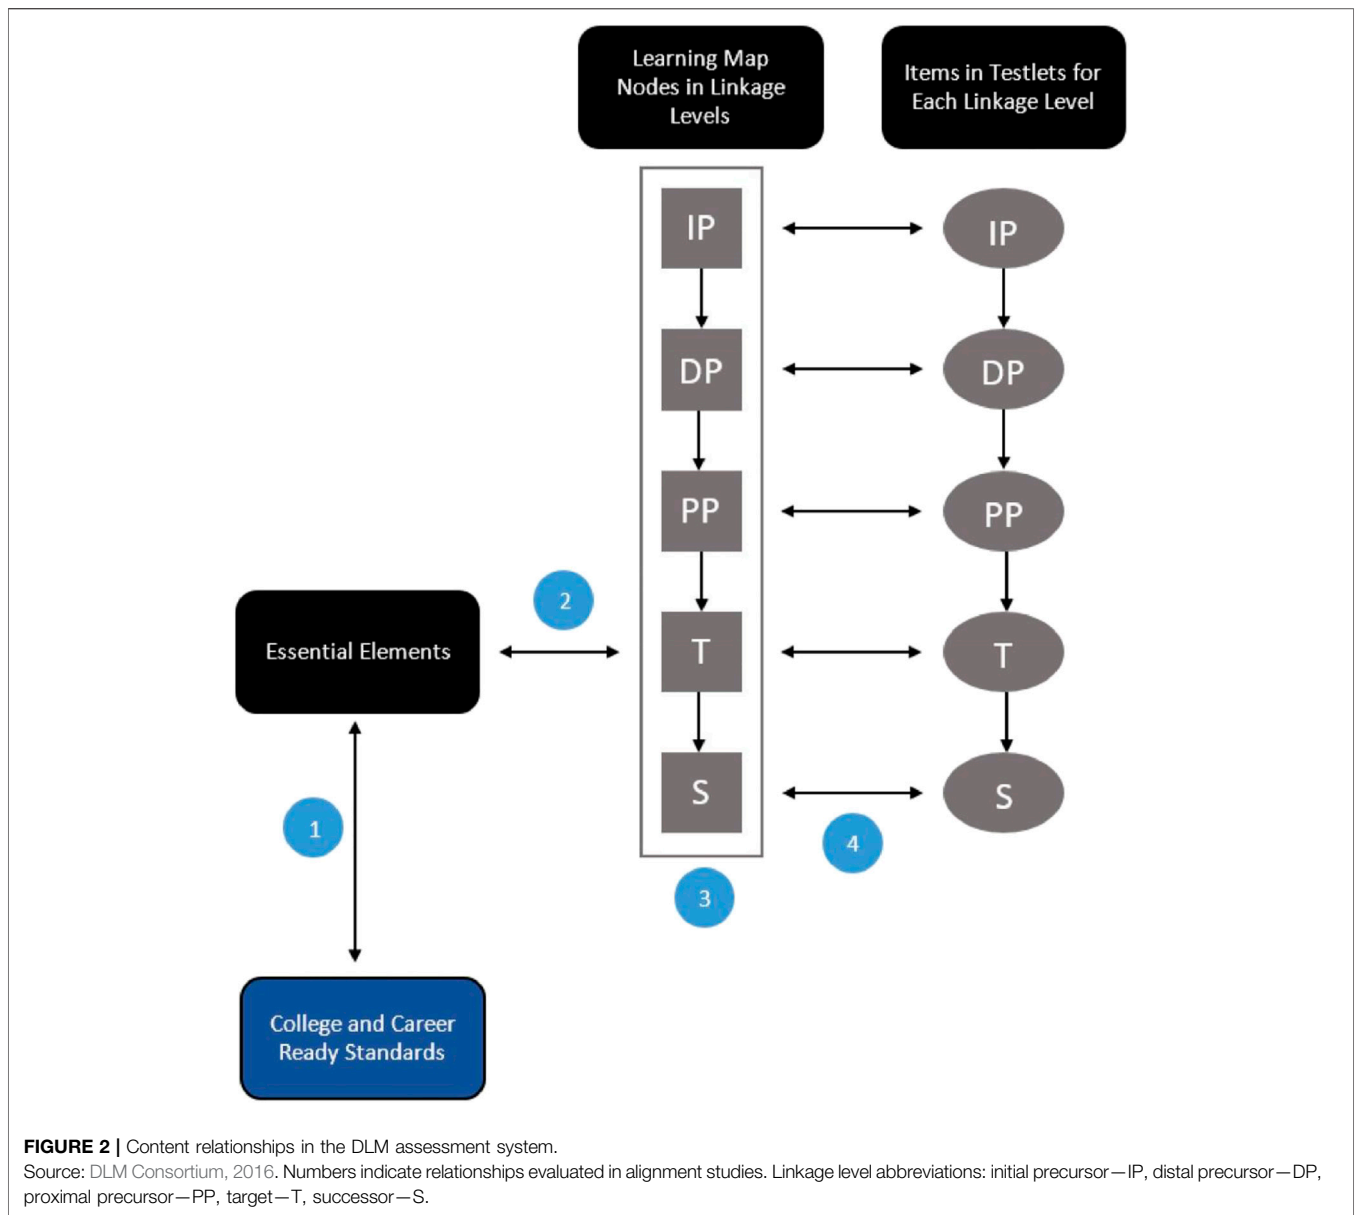 Learning Map
Nodes in Linkage
Levels
Items in Testlets for
Each Linkage Level
IP
IP
DP
DP
PP
PP
2
Essential Elements
T
T
S
S
1
4
3
College and Career
Ready Standards
FIGURE 2 | Content relationships in the DLM assessment system.
Source: DLM Consortium, 2016. Numbers indicate relationships evaluated in alignment studies. Linkage level abbreviations: initial precursor—IP, distal precursor—DP,
proximal precursor—PP, target—T, successor—S.